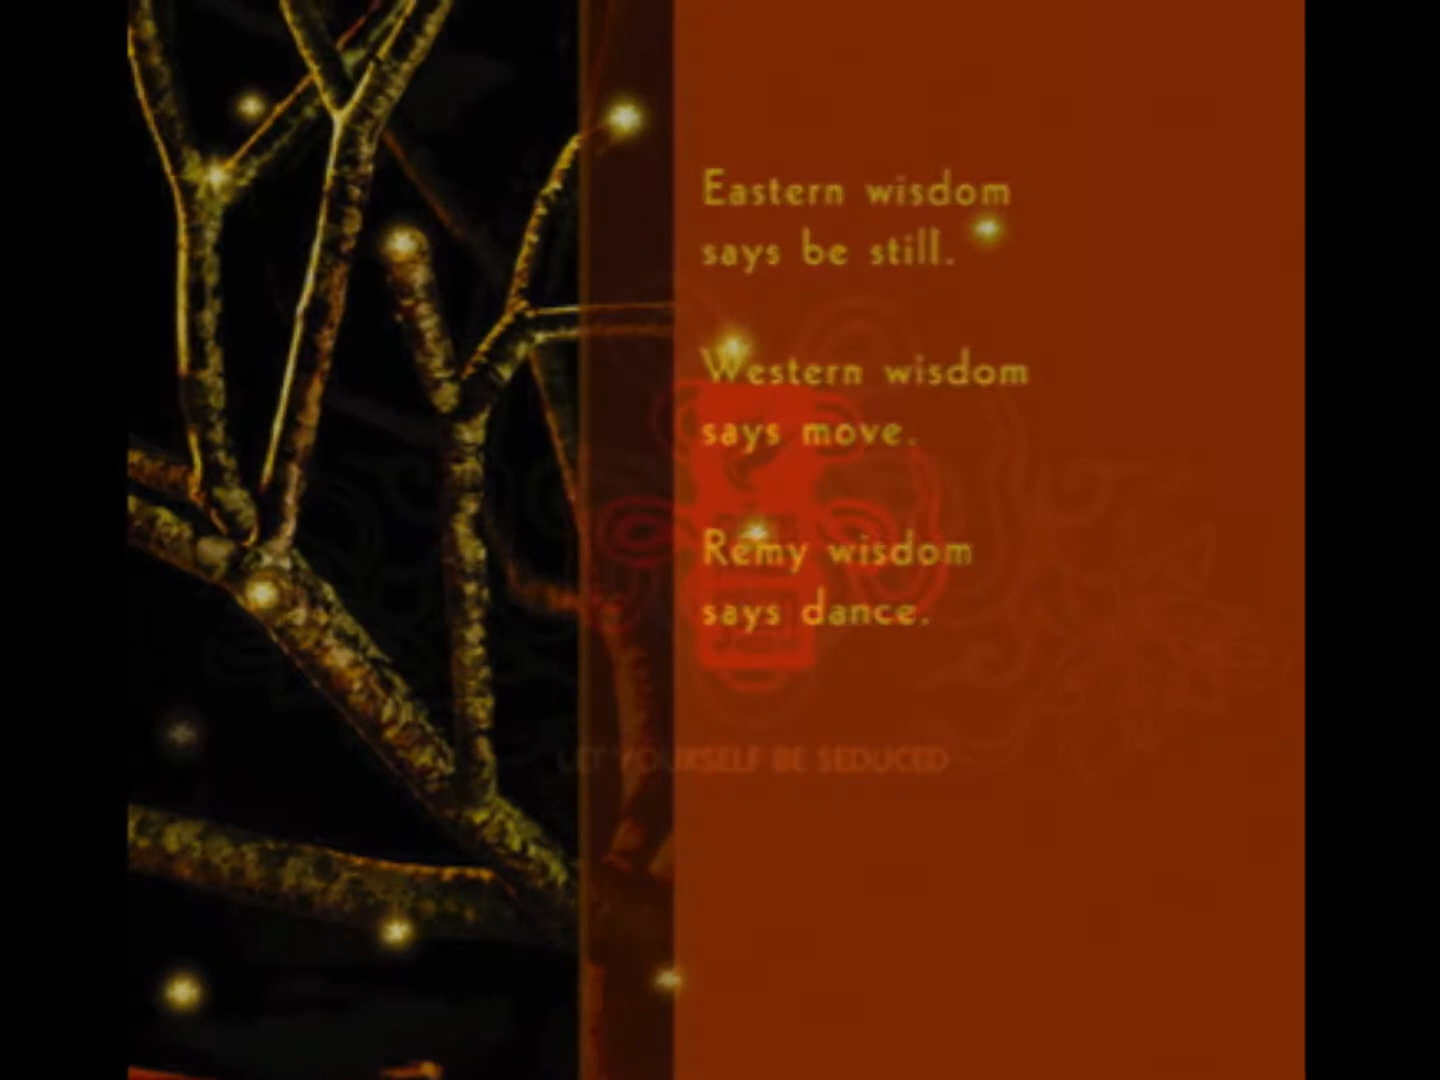 Eastern wisdom
says be still.
Western wisdom
says move.
Remy wisdom
says dance.
LET YOURSELF BE SEDUCED